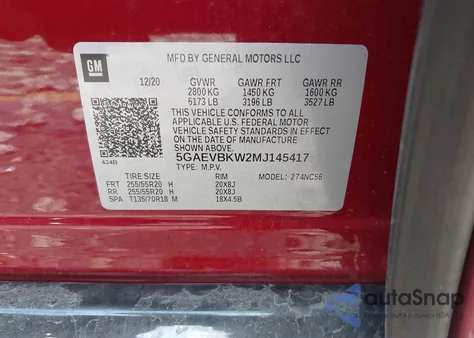 GM
MFD BY GENERAL MOTORS LLC
12/20 GVWR GAWR FRT GAWR RR
2800 KG 1450 KG 1600 KG
6173 LB 3196 LB 3527 LB
THIS VEHICLE CONFORMS TO ALL
APPLICABLE U.S. FEDERAL MOTOR
VEHICLE SAFETY STANDARDS IN EFFECT
ON THE DATE OF MANUFACTURE
SHOWN ABOVE.
434B 5GAEVBKW2MJ145417
TYPE: M.P.V. MODEL: 274NC56
TIRE SIZE RIM
FRT 255/55R20 H 20X8J
RR 255/55R20 H 20X8J
SPA T135/70R18 M 18X4.5B
autoSnap